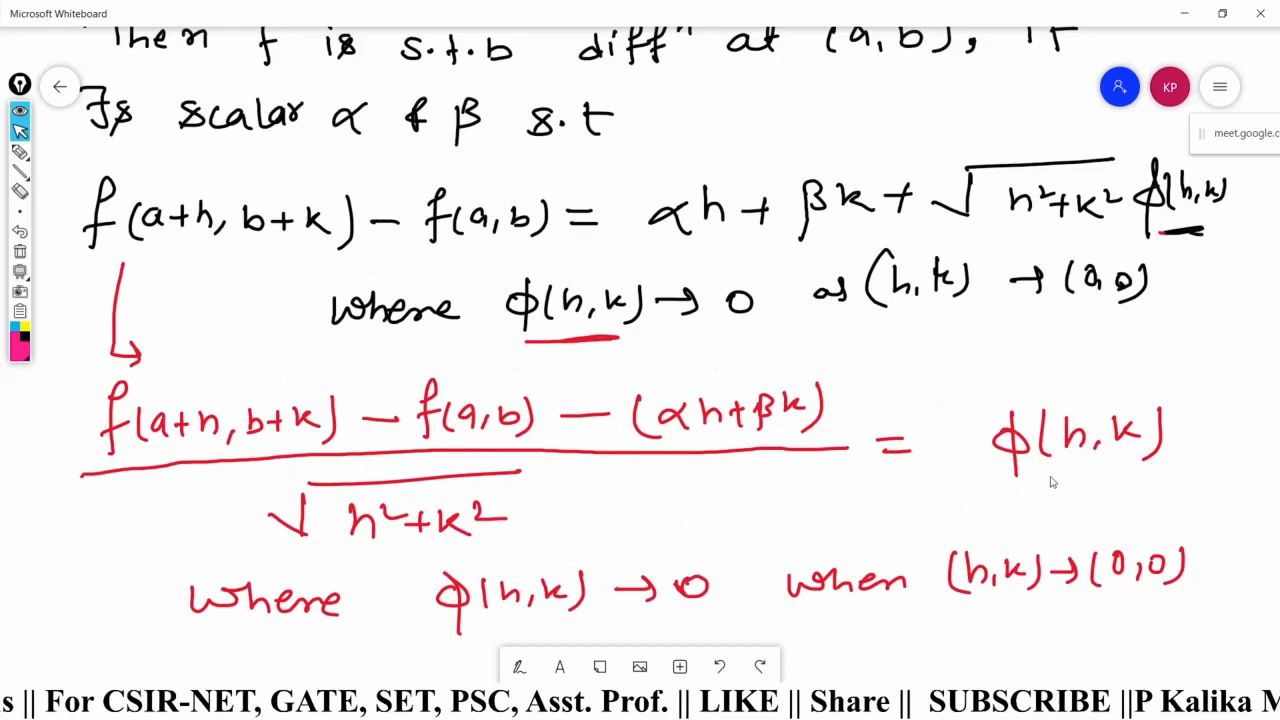 Microsoft Whiteboard
Then f is s.t.b diffⁿ at (a,b), if
∃s scalar α & β s.t
KP
meet.google.c
f(a+h, b+k) - f(a,b) = αh + βk + √h²+k² ϕ(h,k)
where ϕ(h,k) → 0 as (h,k) → (0,0)
f(a+h, b+k) - f(a,b) - (αh+βk)
= ϕ(h,k)
√h²+k²
where ϕ(h,k) → 0 when (h,k) → (0,0)
s || For CSIR-NET, GATE, SET, PSC, Asst. Prof. || LIKE || Share || SUBSCRIBE ||P Kalika M